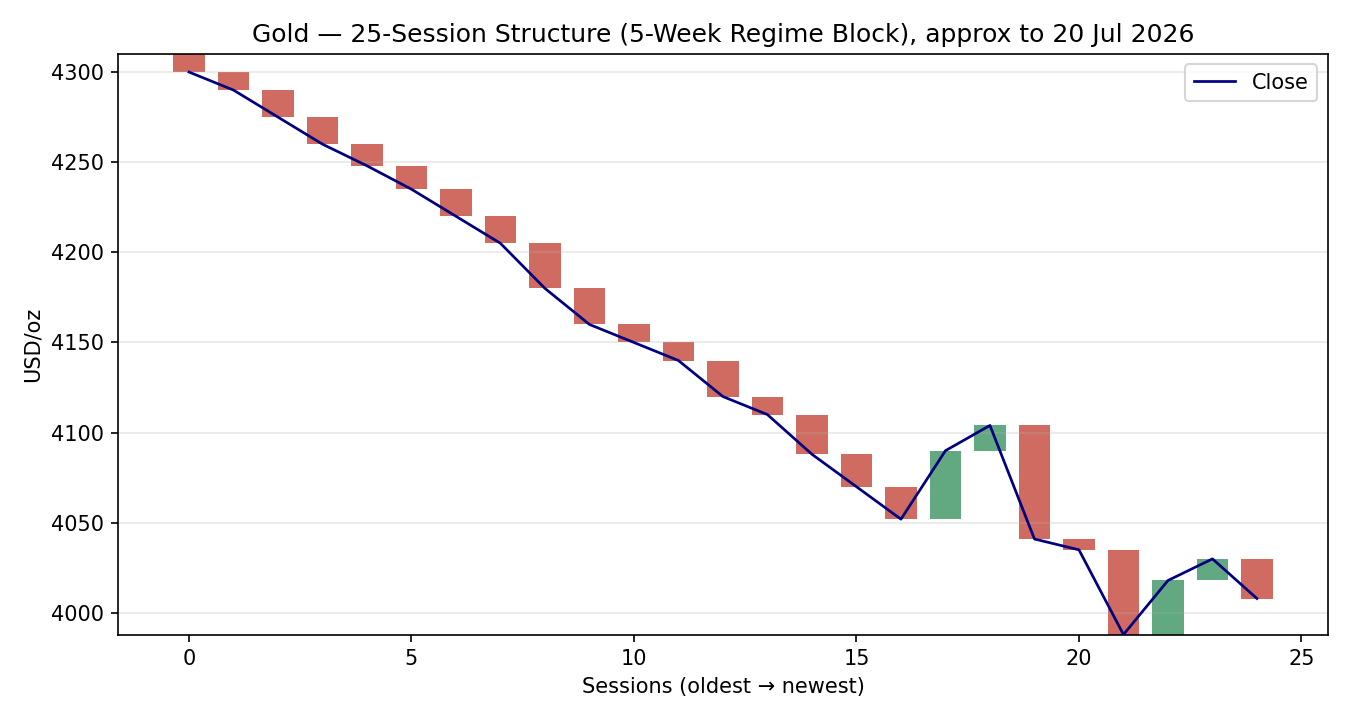 Gold — 25-Session Structure (5-Week Regime Block), approx to 20 Jul 2026
Close
USD/oz
4300
4250
4200
4150
4100
4050
4000
0 5 10 15 20 25
Sessions (oldest → newest)